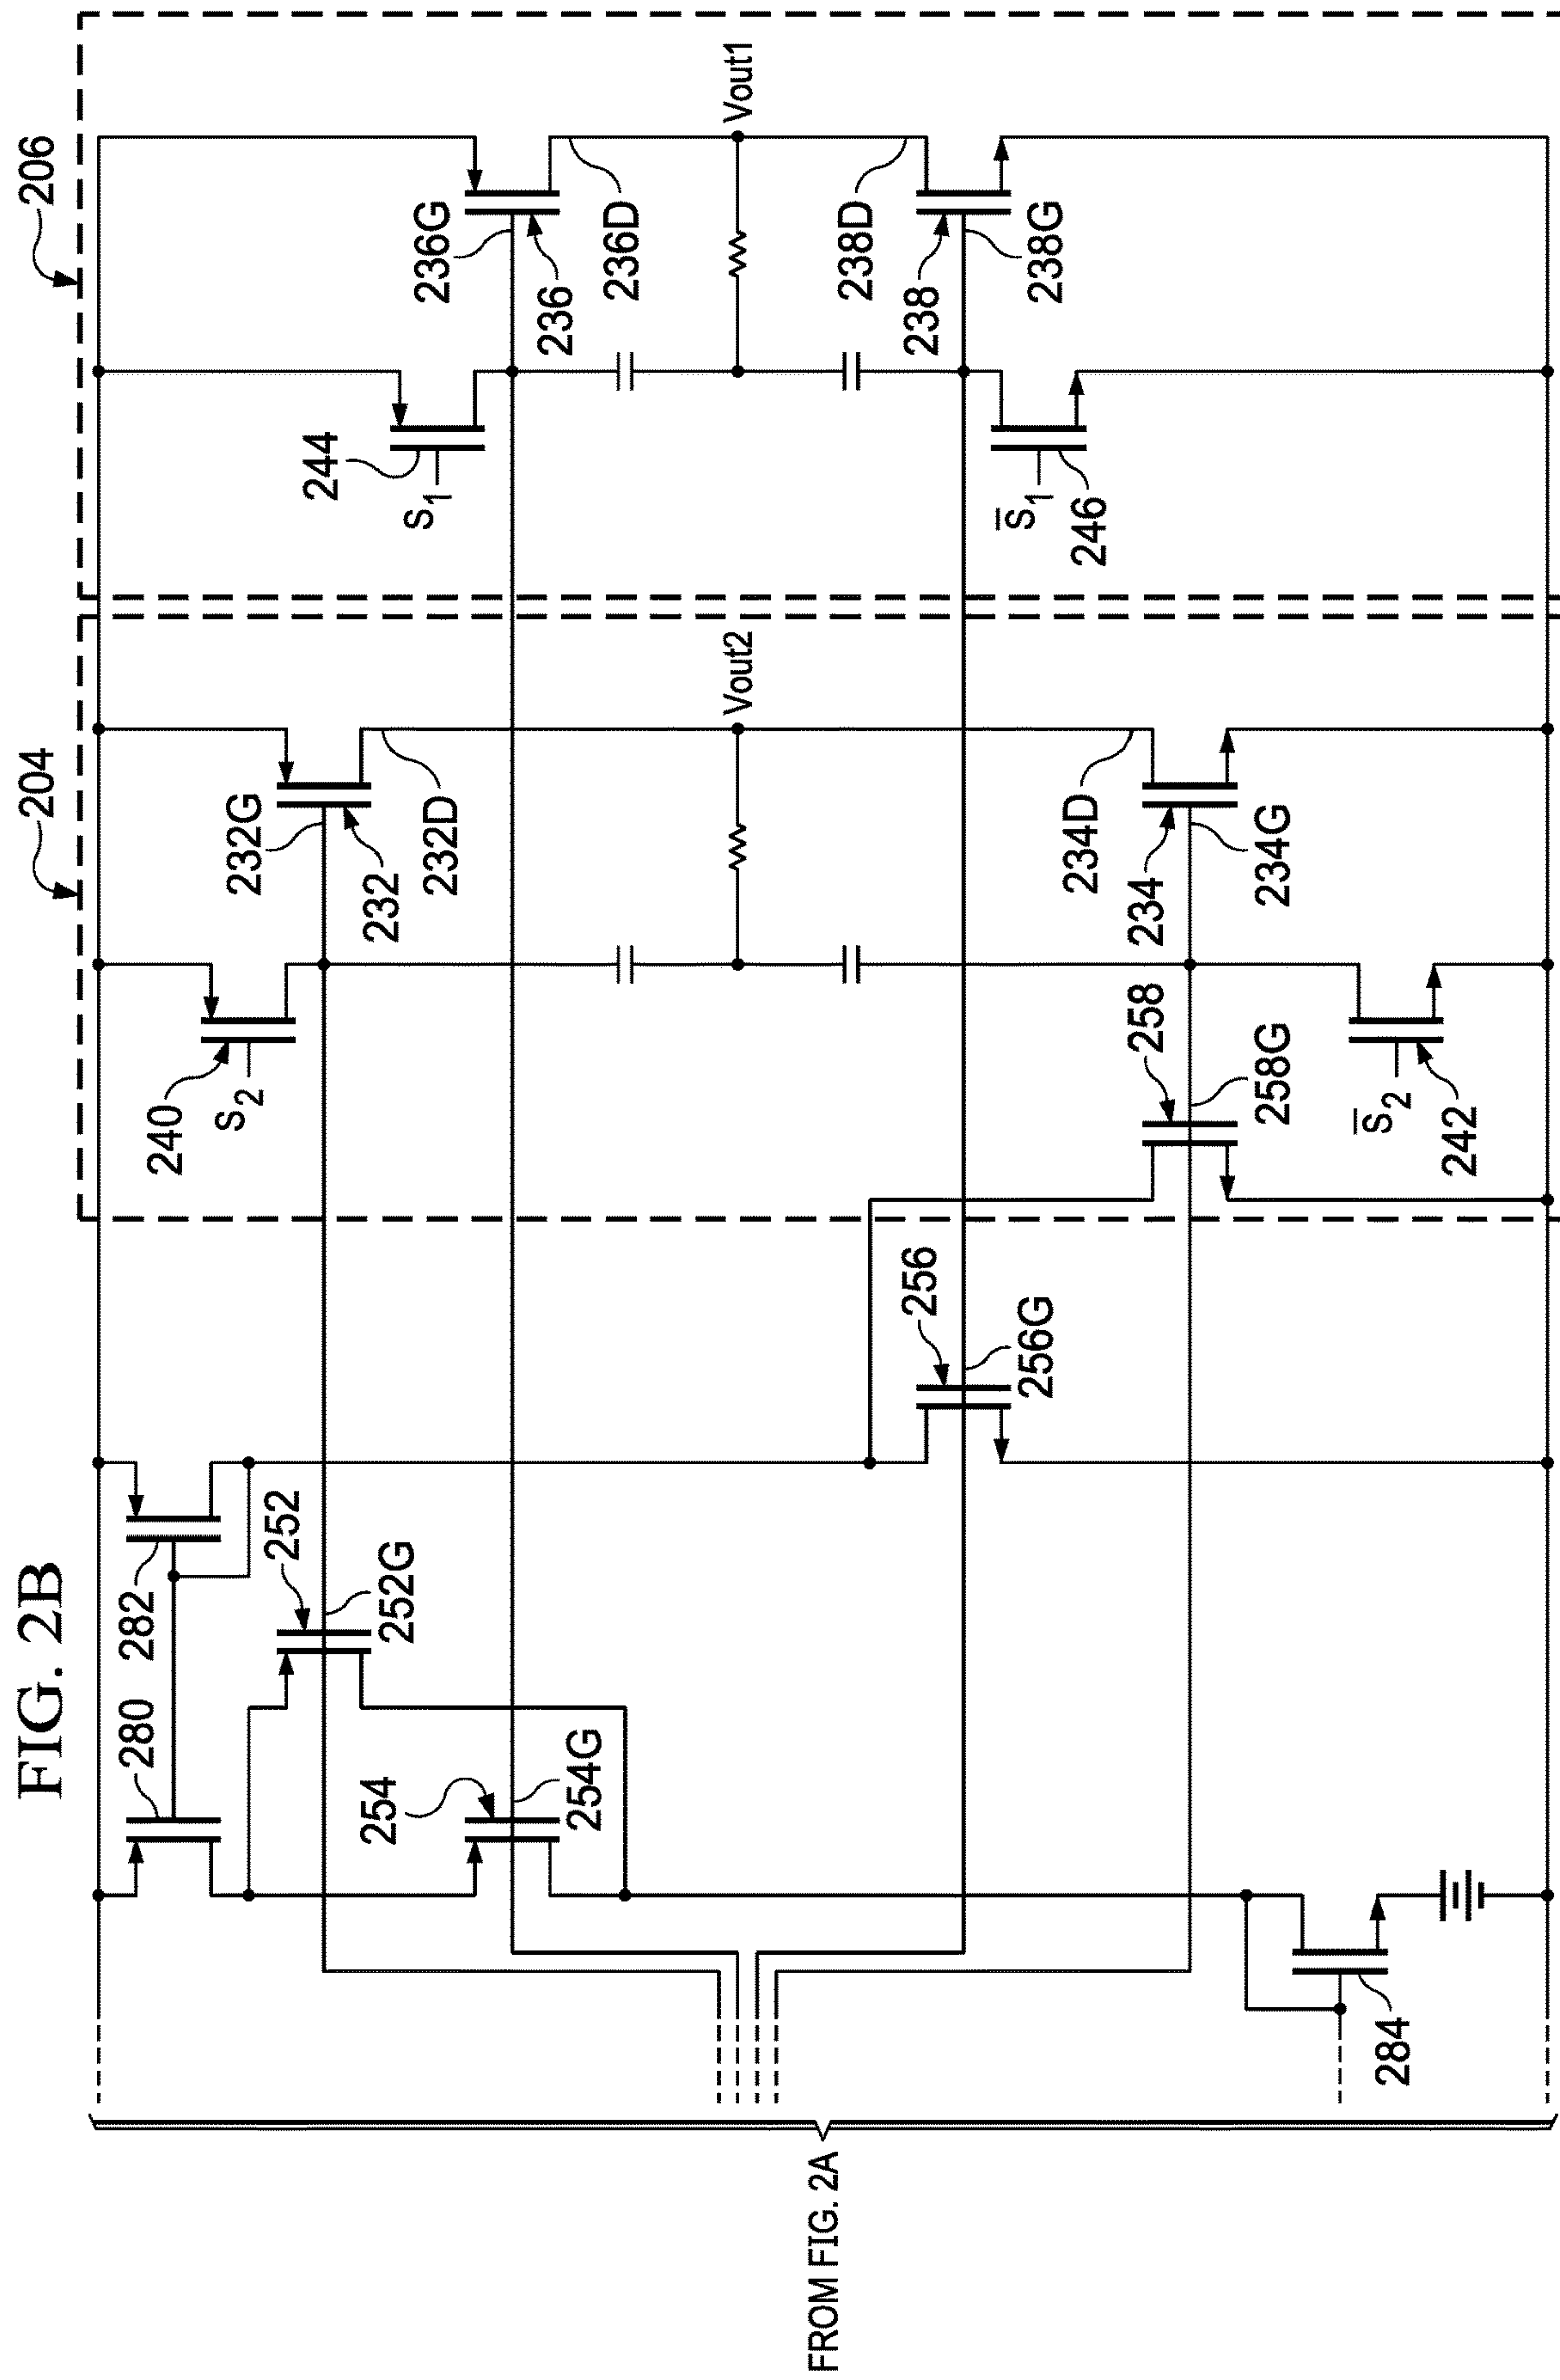 FIG. 2B
204
206
280
282
252
252G
254
254G
240
S2
232G
232
232D
244
S1
236G
236
236D
Vout2
Vout1
256
256G
258
258G
234D
234
234G
238D
238
238G
S̅1
246
S̅2
242
284
FROM FIG. 2A